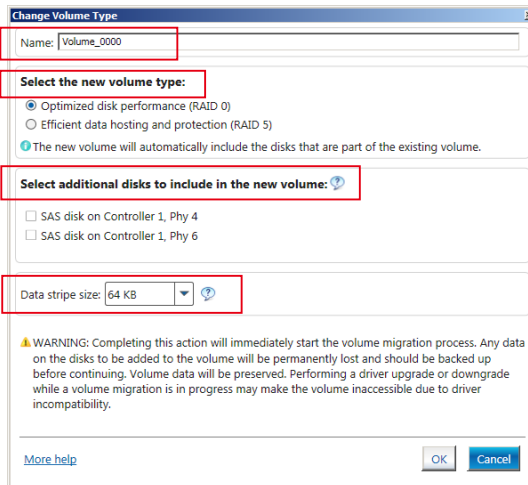 Change Volume Type
Name: Volume_0000
Select the new volume type:
Optimized disk performance (RAID 0)
Efficient data hosting and protection (RAID 5)
The new volume will automatically include the disks that are part of the existing volume.
Select additional disks to include in the new volume:
SAS disk on Controller 1, Phy 4
SAS disk on Controller 1, Phy 6
Data stripe size: 64 KB
WARNING: Completing this action will immediately start the volume migration process. Any data
on the disks to be added to the volume will be permanently lost and should be backed up
before continuing. Volume data will be preserved. Performing a driver upgrade or downgrade
while a volume migration is in progress may make the volume inaccessible due to driver
incompatibility.
More help
OK
Cancel